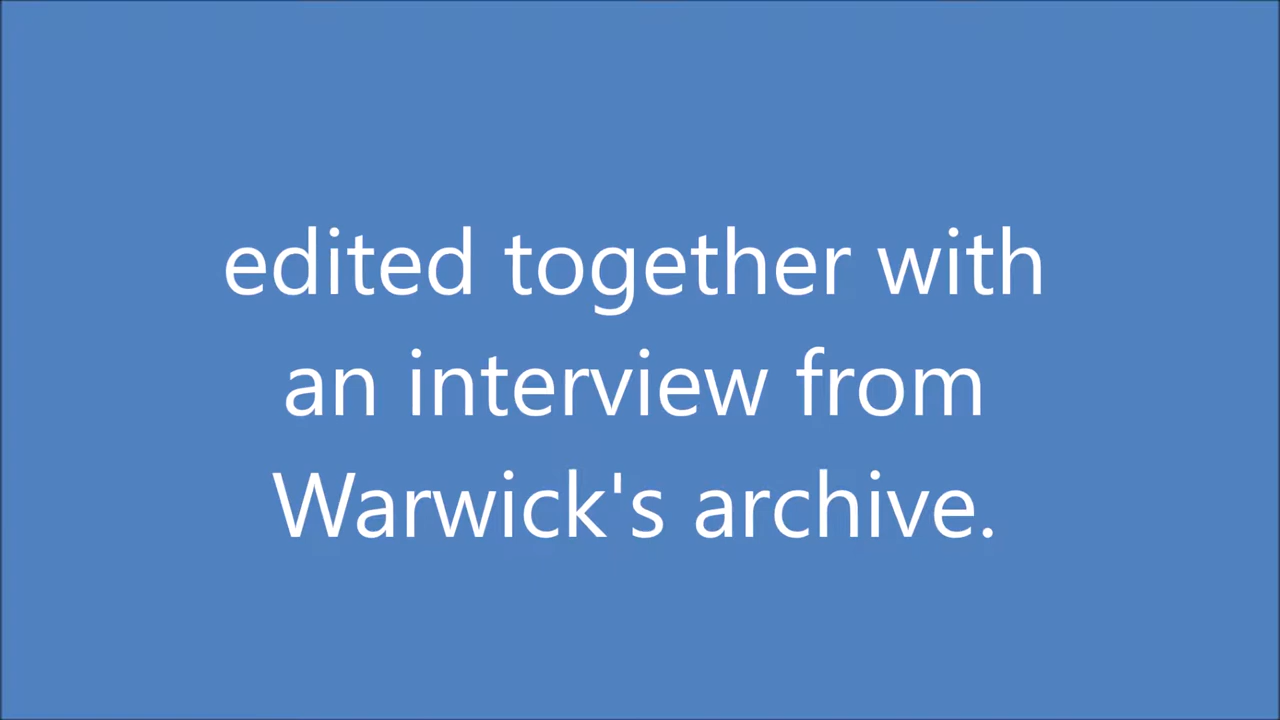 edited together with
an interview from
Warwick's archive.